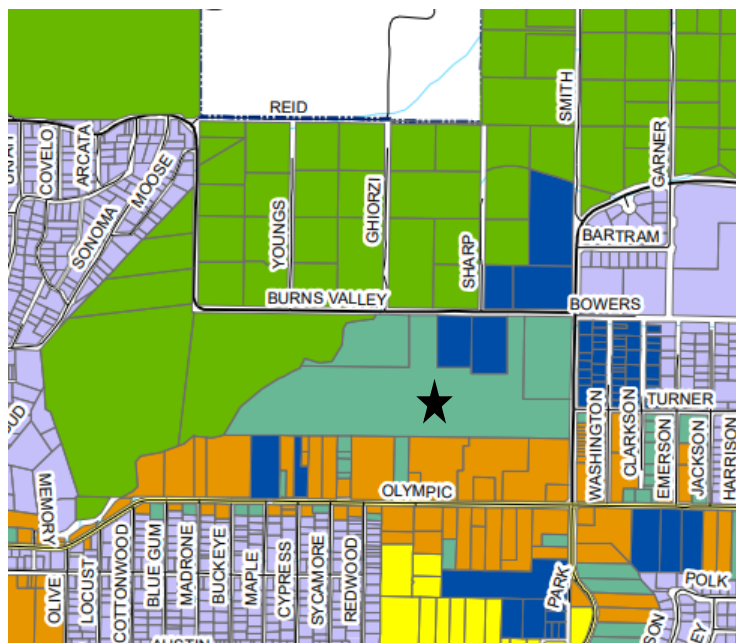 REID
SMITH
GARNER
COVELO
ARCATA
MOOSE
SONOMA
YOUNGS
GHIORZI
SHARP
BARTRAM
BURNS VALLEY
BOWERS
TURNER
WASHINGTON
CLARKSON
EMERSON
JACKSON
HARRISON
MEMORY
OLYMPIC
OLIVE
LOCUST
COTTONWOOD
BLUE GUM
MADRONE
BUCKEYE
MAPLE
CYPRESS
SYCAMORE
REDWOOD
PARK
POLK
AUSTIN